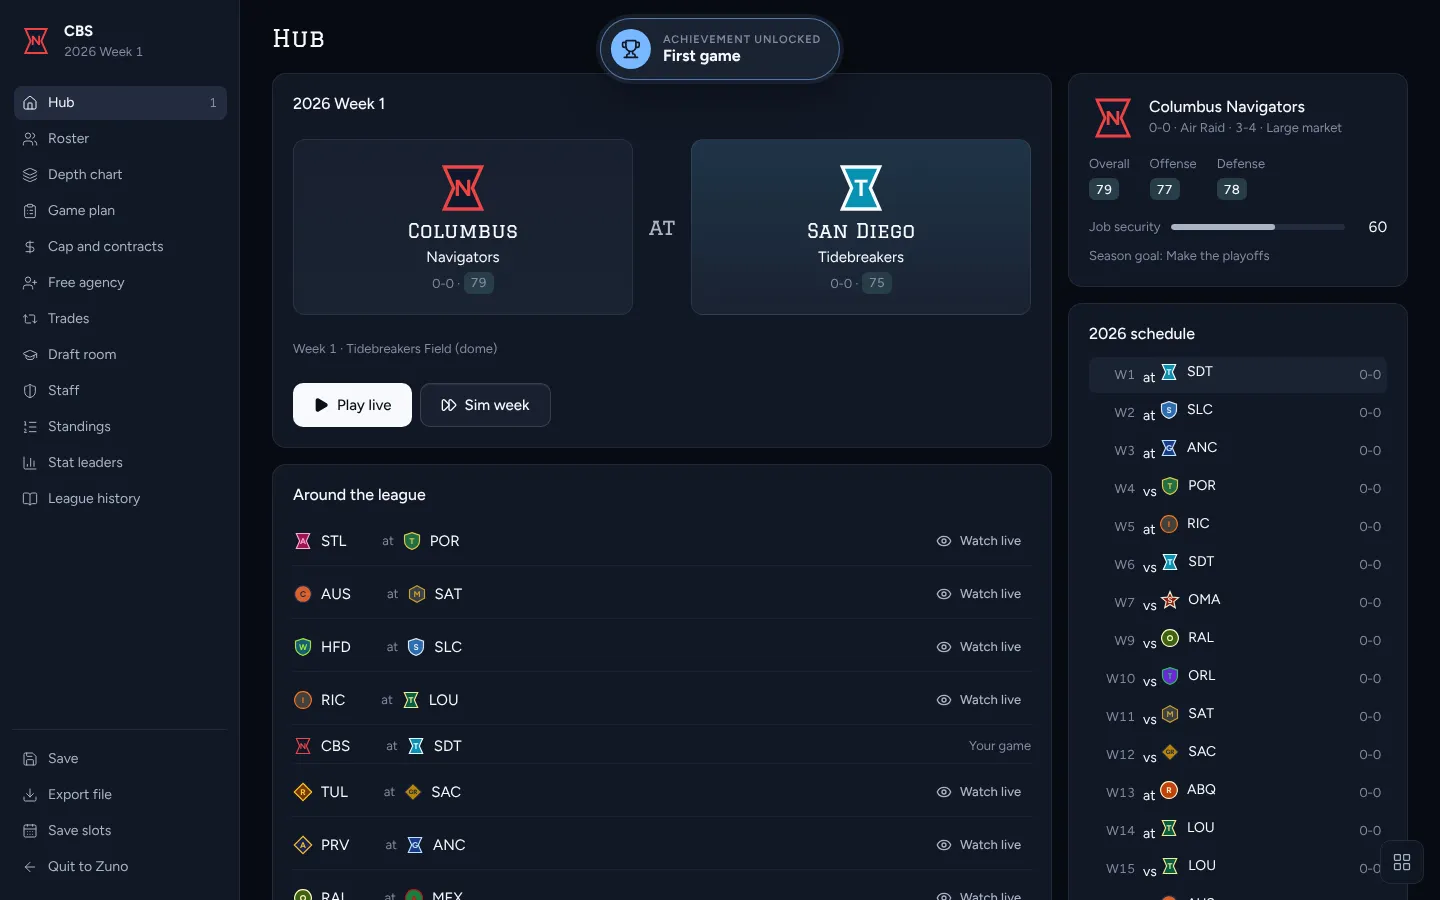 CBS
2026 Week 1
Hub 1
Roster
Depth chart
Game plan
Cap and contracts
Free agency
Trades
Draft room
Staff
Standings
Stat leaders
League history
Save
Export file
Save slots
Quit to Zuno
Hub
ACHIEVEMENT UNLOCKED
First game
2026 Week 1
N
Columbus
Navigators
0-0 · 79
AT
T
San Diego
Tidebreakers
0-0 · 75
Week 1 · Tidebreakers Field (dome)
Play live
Sim week
Around the league
STL at POR Watch live
AUS at SAT Watch live
HFD at SLC Watch live
RIC at LOU Watch live
CBS at SDT Your game
TUL at SAC Watch live
PRV at ANC Watch live
RAL at MEX Watch live
N
Columbus Navigators
0-0 · Air Raid · 3-4 · Large market
Overall Offense Defense
79 77 78
Job security 60
Season goal: Make the playoffs
2026 schedule
W1 at SDT 0-0
W2 at SLC 0-0
W3 at ANC 0-0
W4 vs POR 0-0
W5 at RIC 0-0
W6 vs SDT 0-0
W7 vs OMA 0-0
W9 vs RAL 0-0
W10 vs ORL 0-0
W11 vs SAT 0-0
W12 vs SAC 0-0
W13 at ABQ 0-0
W14 at LOU 0-0
W15 vs LOU 0-0